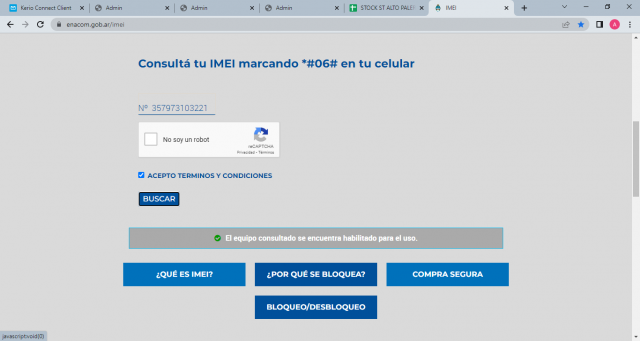 Kerio Connect Client
Admin
Admin
Admin
STOCK ST ALTO PALE
IMEI
enacom.gob.ar/imei
A
Consultá tu IMEI marcando *#06# en tu celular
Nº 357973103221
No soy un robot
reCAPTCHA
Privacidad - Términos
ACEPTO TERMINOS Y CONDICIONES
BUSCAR
El equipo consultado se encuentra habilitado para el uso.
¿QUÉ ES IMEI?
¿POR QUÉ SE BLOQUEA?
COMPRA SEGURA
BLOQUEO/DESBLOQUEO
javascript:void(0)